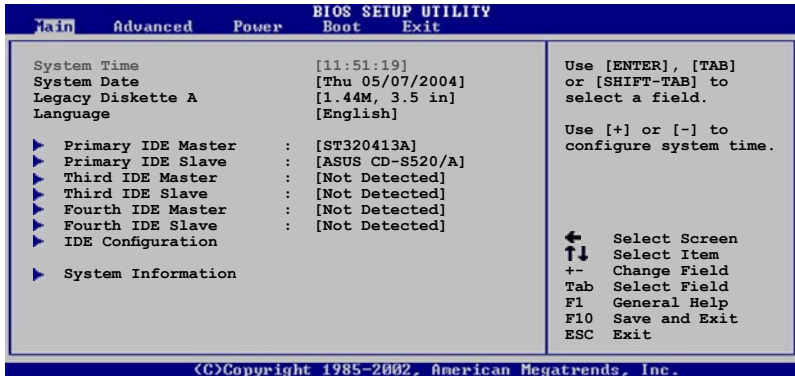 BIOS SETUP UTILITY
Main Advanced Power Boot Exit
System Time [11:51:19]
System Date [Thu 05/07/2004]
Legacy Diskette A [1.44M, 3.5 in]
Language [English]
Primary IDE Master : [ST320413A]
Primary IDE Slave : [ASUS CD-S520/A]
Third IDE Master : [Not Detected]
Third IDE Slave : [Not Detected]
Fourth IDE Master : [Not Detected]
Fourth IDE Slave : [Not Detected]
IDE Configuration
System Information
Use [ENTER], [TAB]
or [SHIFT-TAB] to
select a field.
Use [+] or [-] to
configure system time.
Select Screen
Select Item
+- Change Field
Tab Select Field
F1 General Help
F10 Save and Exit
ESC Exit
(C)Copyright 1985-2002, American Megatrends, Inc.